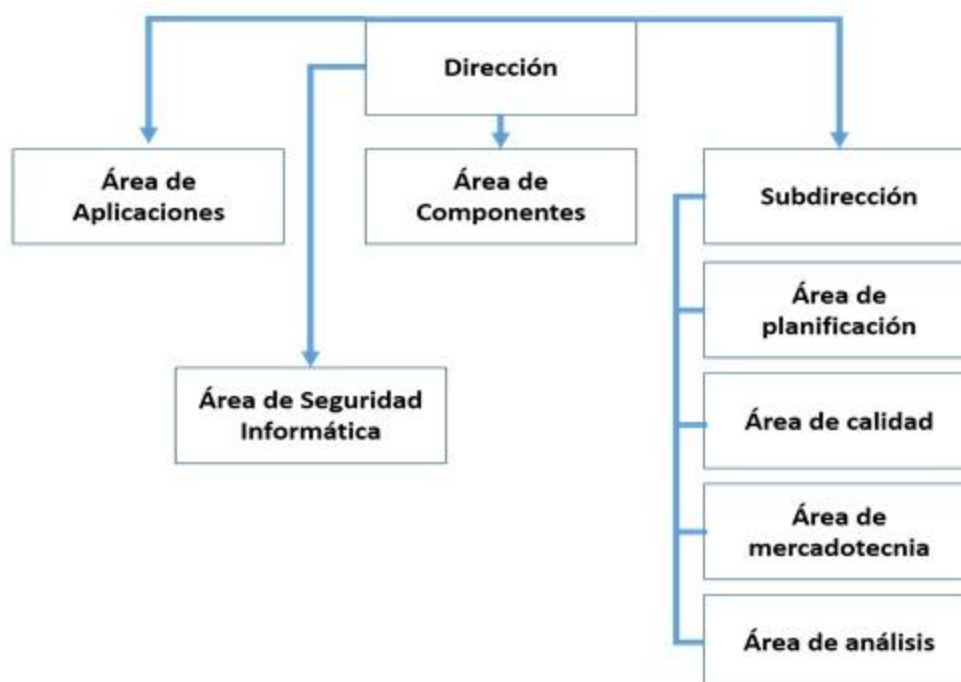 Dirección
Área de
Aplicaciones
Área de
Componentes
Subdirección
Área de
planificación
Área de Seguridad
Informática
Área de calidad
Área de
mercadotecnia
Área de análisis